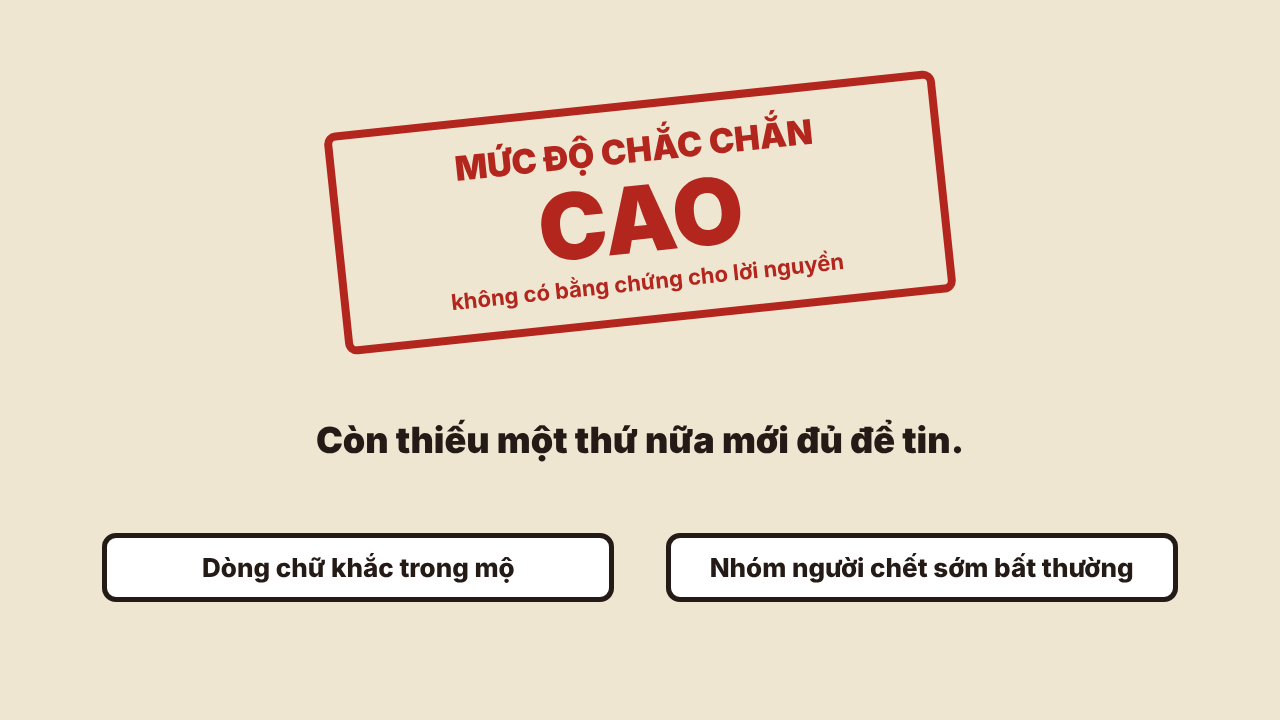 MỨC ĐỘ CHẮC CHẮN
CAO
không có bằng chứng cho lời nguyền
Còn thiếu một thứ nữa mới đủ để tin.
Dòng chữ khắc trong mộ
Nhóm người chết sớm bất thường